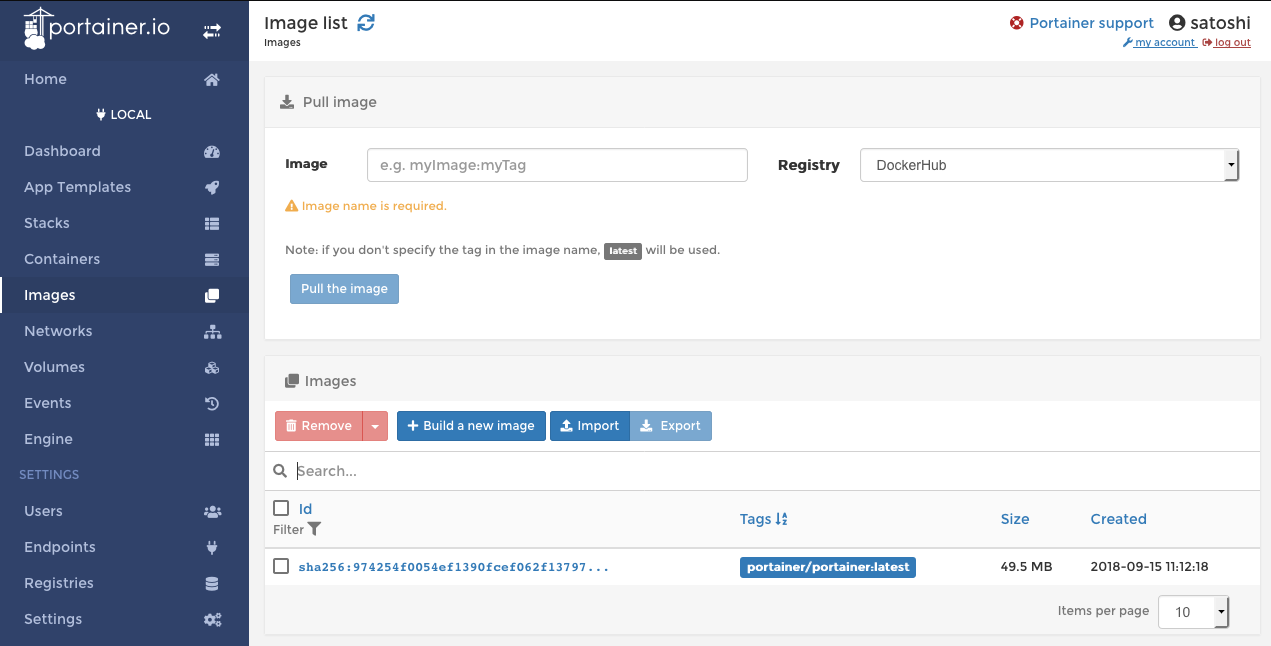 portainer.io
Home
LOCAL
Dashboard
App Templates
Stacks
Containers
Images
Networks
Volumes
Events
Engine
SETTINGS
Users
Endpoints
Registries
Settings
Image list
Images
Portainer support
satoshi
my account
log out
Pull image
Image
e.g. myImage:myTag
Registry
DockerHub
Image name is required.
Note: if you don't specify the tag in the image name, latest will be used.
Pull the image
Images
Remove
Build a new image
Import
Export
Search...
Id
Filter
Tags
Size
Created
sha256:974254f0054ef1390fcef062f13797...
portainer/portainer:latest
49.5 MB
2018-09-15 11:12:18
Items per page
10